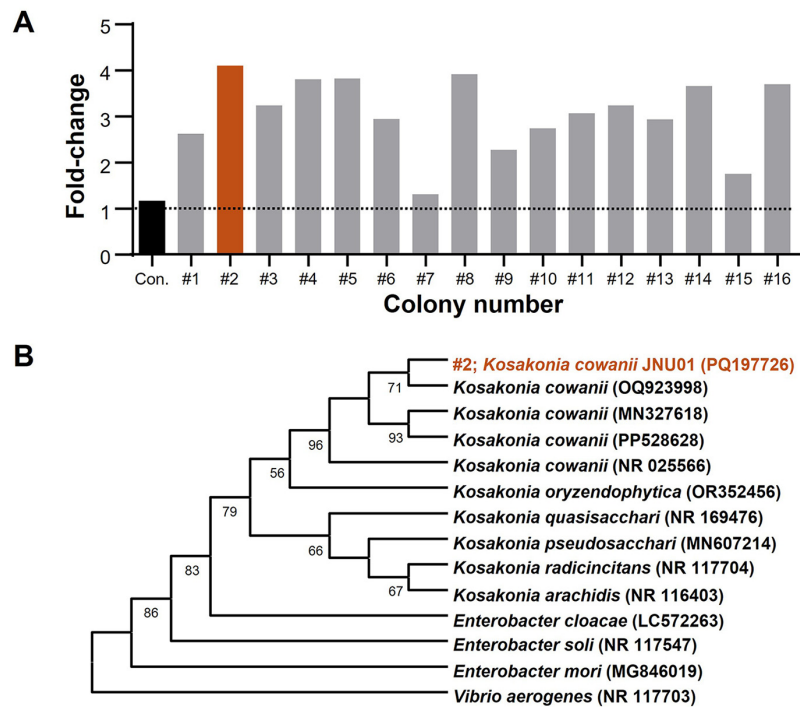 A
Fold-change
5
4
3
2
1
0
Con. #1 #2 #3 #4 #5 #6 #7 #8 #9 #10 #11 #12 #13 #14 #15 #16
Colony number
B
#2; Kosakonia cowanii JNU01 (PQ197726)
71
Kosakonia cowanii (OQ923998)
Kosakonia cowanii (MN327618)
93
Kosakonia cowanii (PP528628)
96
Kosakonia cowanii (NR 025566)
56
Kosakonia oryzendophytica (OR352456)
79
Kosakonia quasisacchari (NR 169476)
66
Kosakonia pseudosacchari (MN607214)
Kosakonia radicincitans (NR 117704)
83
67
Kosakonia arachidis (NR 116403)
86
Enterobacter cloacae (LC572263)
Enterobacter soli (NR 117547)
Enterobacter mori (MG846019)
Vibrio aerogenes (NR 117703)